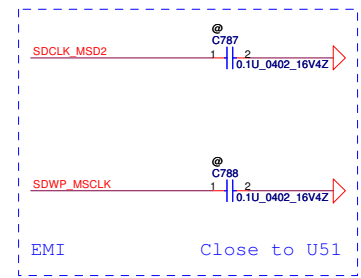 @
C787
SDCLK_MSD2
1 2
0.1U_0402_16V4Z
@
C788
SDWP_MSCLK
1 2
0.1U_0402_16V4Z
EMI Close to U51